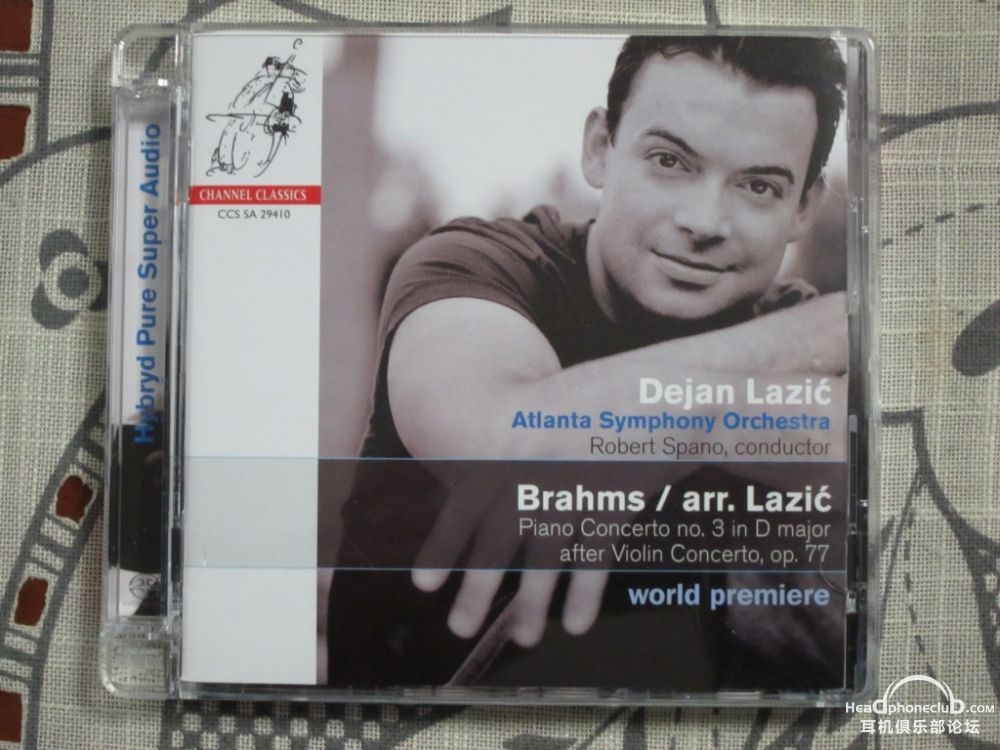 Hybryd Pure Super Audio
CHANNEL CLASSICS
CCS SA 29410
Dejan Lazić
Atlanta Symphony Orchestra
Robert Spano, conductor
Brahms / arr. Lazić
Piano Concerto no. 3 in D major
after Violin Concerto, op. 77
world premiere
HeadphoneclubD.com
耳机俱乐部论坛